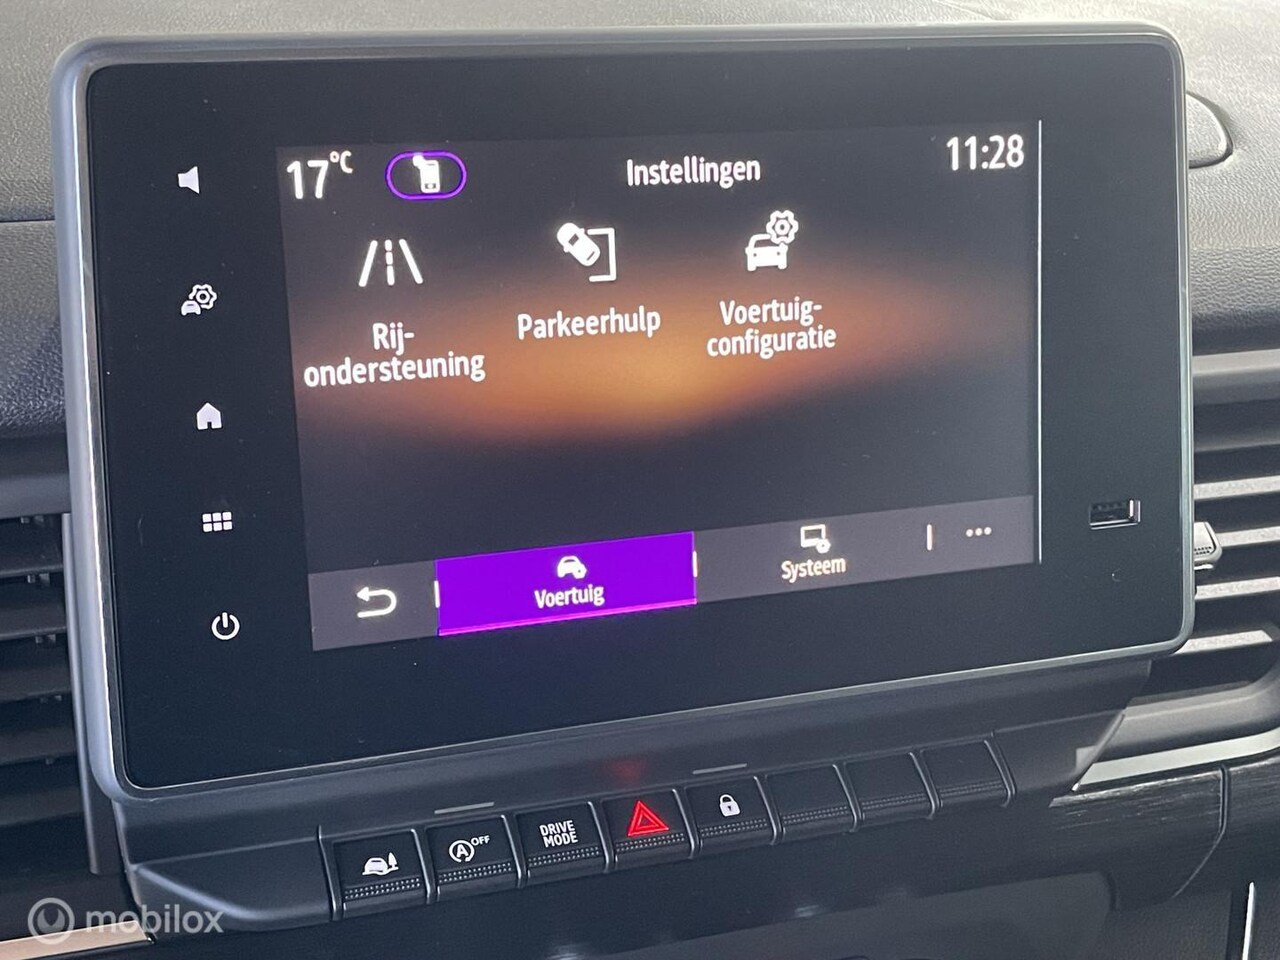 17°C
Instellingen
11:28
Rij-
ondersteuning
Parkeerhulp
Voertuig-
configuratie
Voertuig
Systeem
A OFF
DRIVE
MODE
mobilox